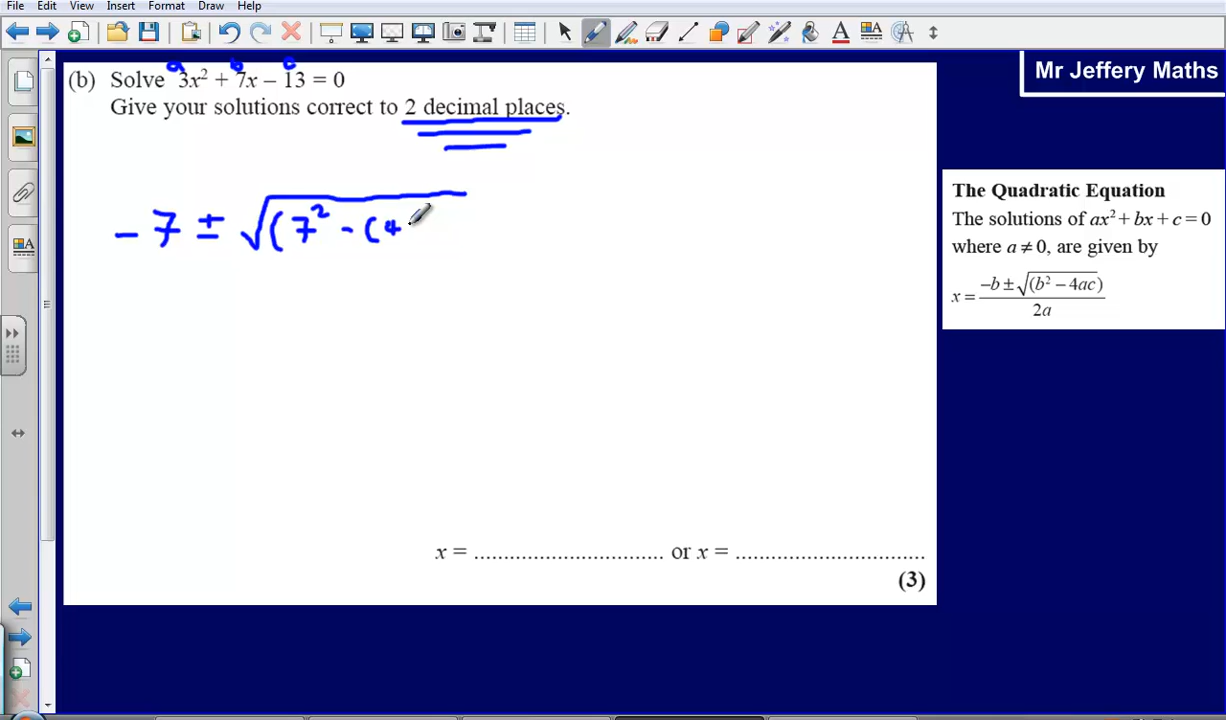 File Edit View Insert Format Draw Help
Mr Jeffery Maths
a b c
(b) Solve 3x² + 7x – 13 = 0
Give your solutions correct to 2 decimal places.
– 7 ± √(7² - (4
The Quadratic Equation
The solutions of ax² + bx + c = 0
where a ≠ 0, are given by
x = −b ± √(b² − 4ac)
2a
x = ................................ or x = ................................
(3)